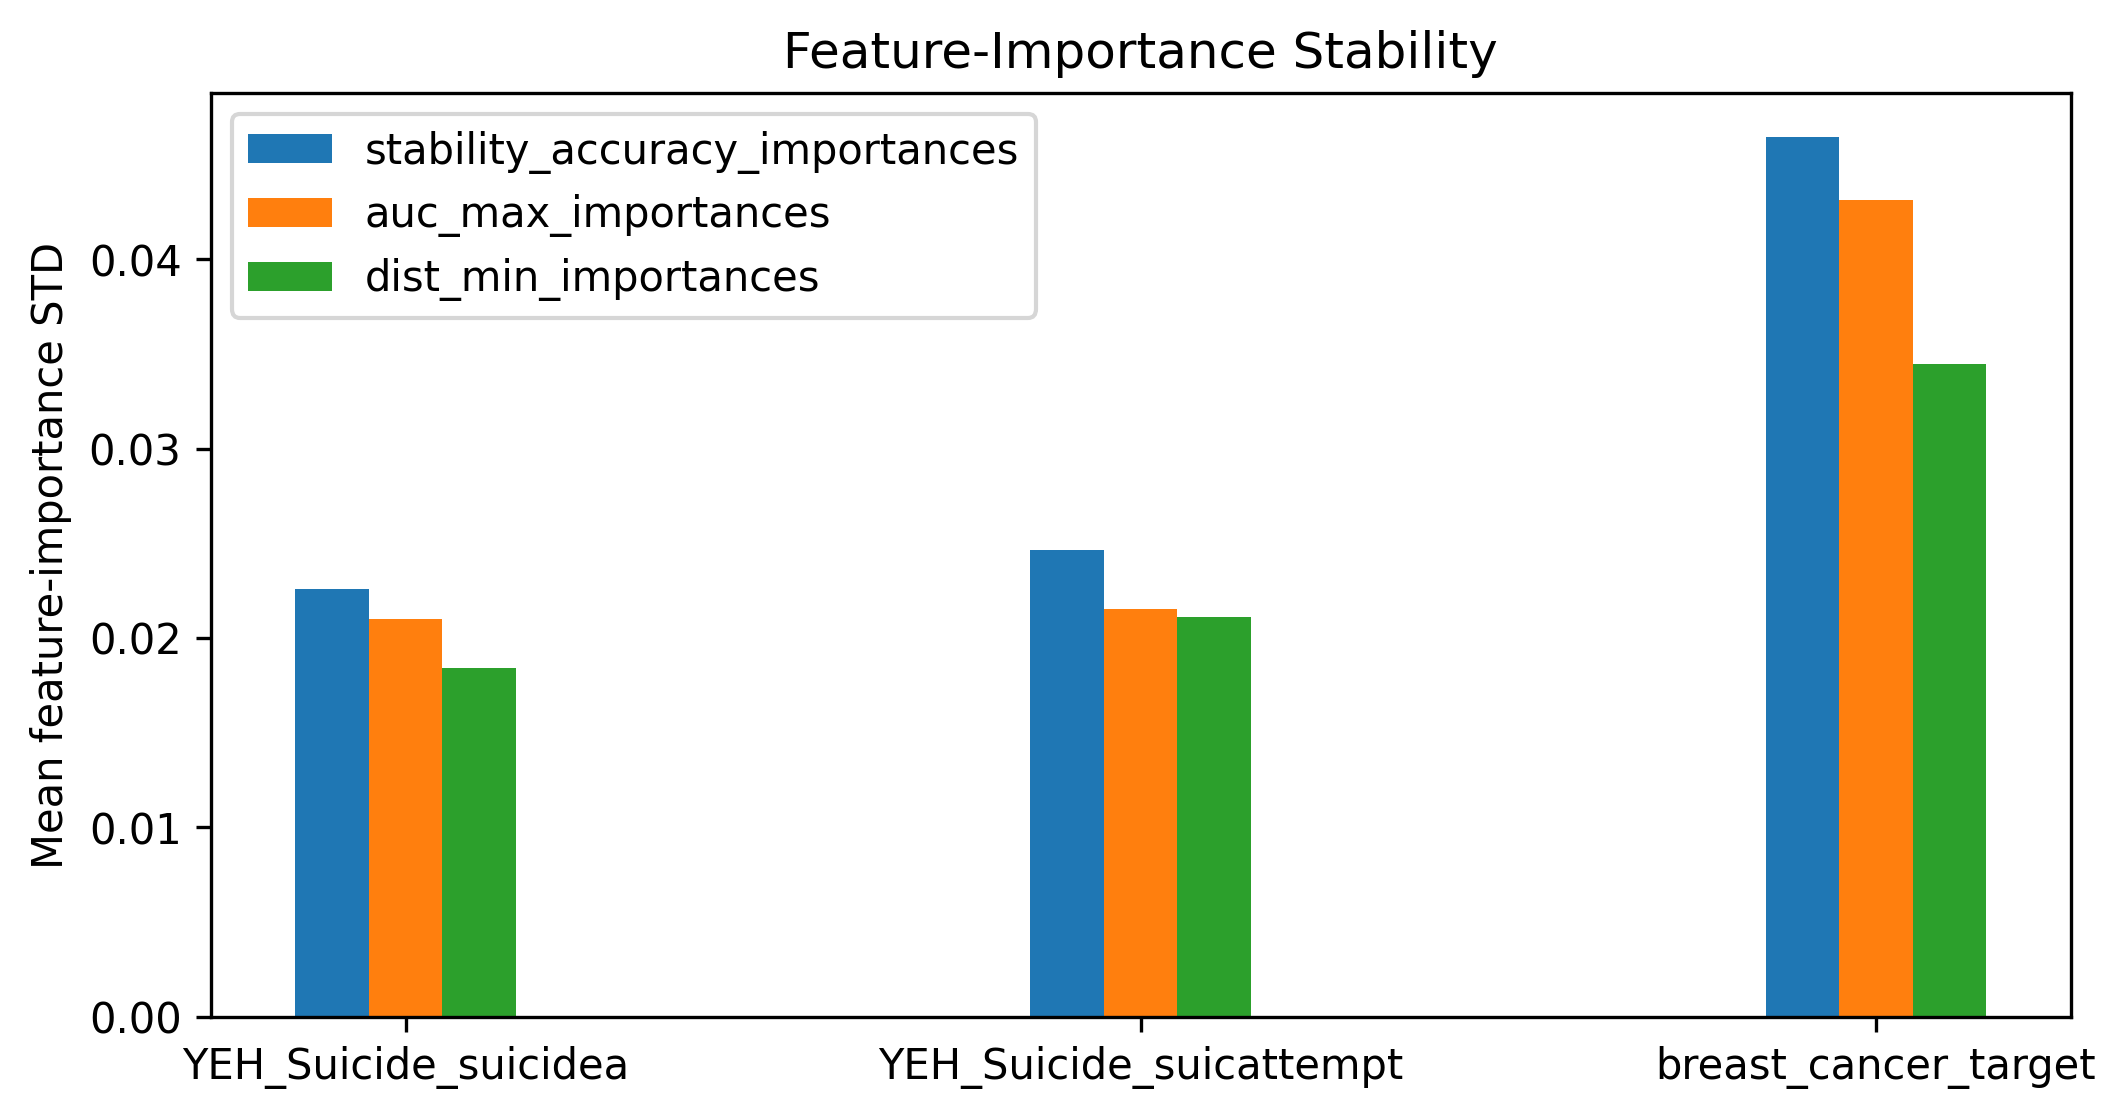 Feature-Importance Stability
stability_accuracy_importances
auc_max_importances
dist_min_importances
Mean feature-importance STD
0.04
0.03
0.02
0.01
0.00
YEH_Suicide_suicidea
YEH_Suicide_suicattempt
breast_cancer_target